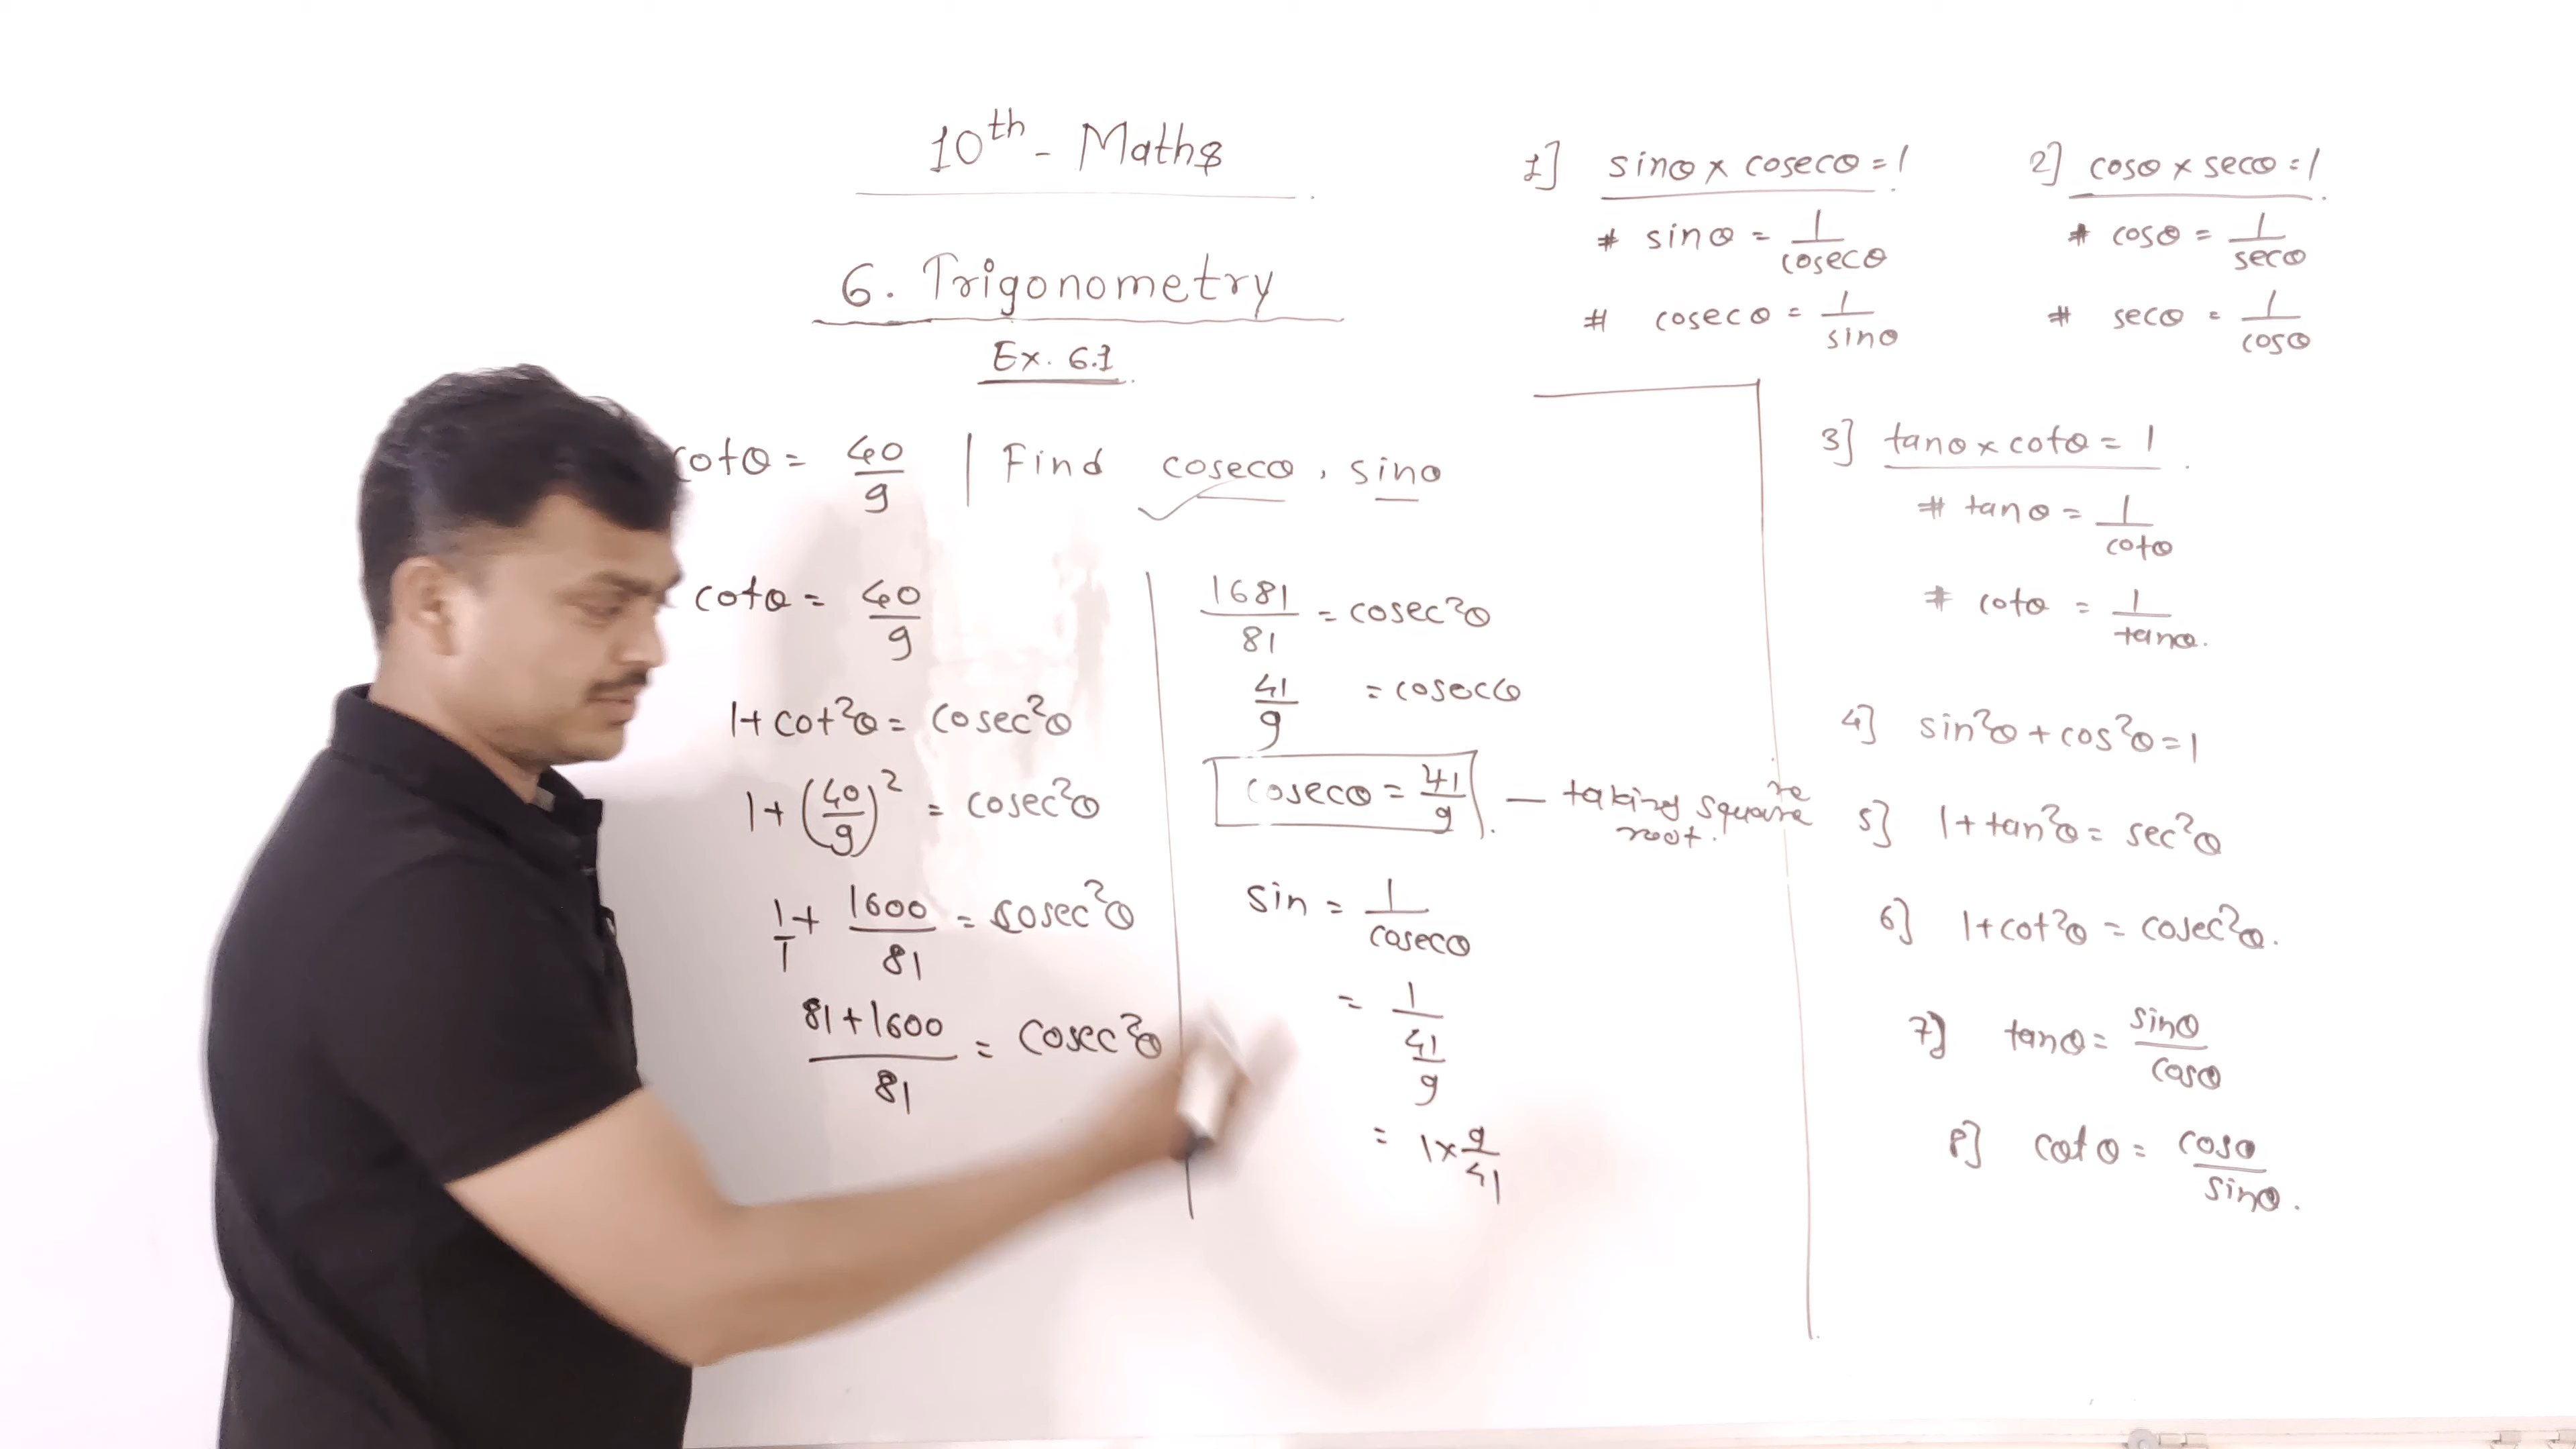 10th - Maths
6. Trigonometry
Ex. 6.1
cotθ = 40/9 | Find cosecθ, sinθ
cotθ = 40/9
1+cot²θ = cosec²θ
1+(40/9)² = cosec²θ
1/1 + 1600/81 = cosec²θ
81+1600/81 = cosec²θ
1681/81 = cosec²θ
41/9 = cosecθ
cosecθ = 41/9 — taking square root.
sin = 1/cosecθ
= 1/(41/9)
= 1×9/41
1] sinθ × cosecθ = 1.
# sinθ = 1/cosecθ
# cosecθ = 1/sinθ
2] cosθ × secθ = 1.
# cosθ = 1/secθ
# secθ = 1/cosθ
3] tanθ × cotθ = 1.
# tanθ = 1/cotθ
# cotθ = 1/tanθ.
4] sin²θ + cos²θ = 1
5] 1+tan²θ = sec²θ
6] 1+cot²θ = cosec²θ.
7] tanθ = sinθ/cosθ
8] cotθ = cosθ/sinθ.